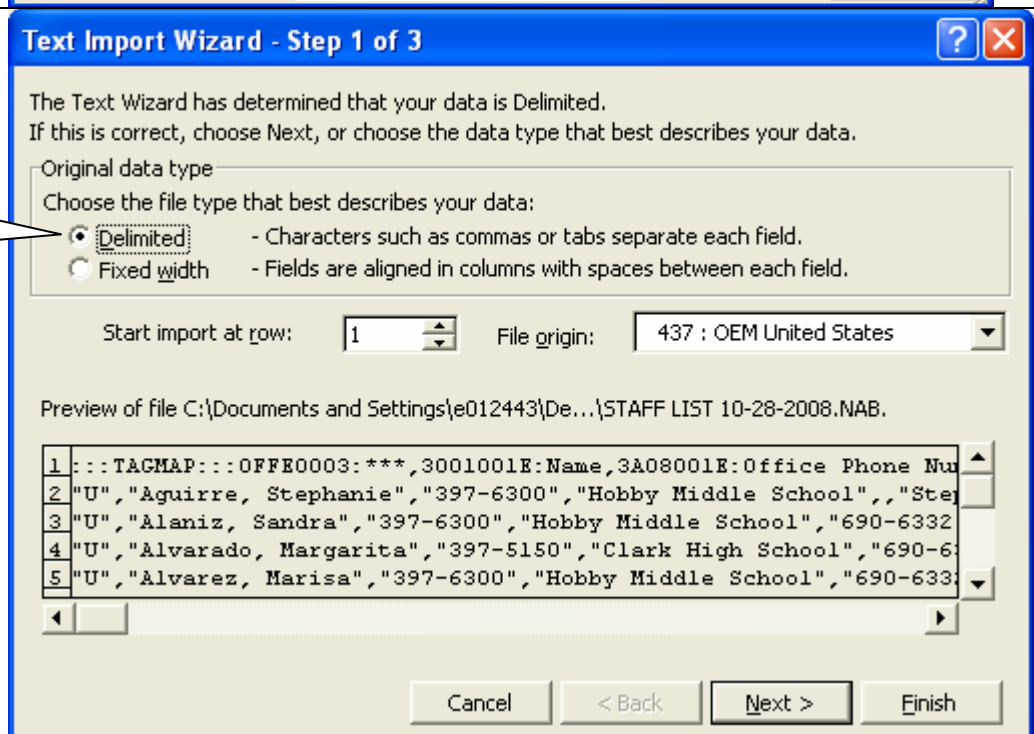 Text Import Wizard - Step 1 of 3
The Text Wizard has determined that your data is Delimited.
If this is correct, choose Next, or choose the data type that best describes your data.
Original data type
Choose the file type that best describes your data:
Delimited - Characters such as commas or tabs separate each field.
Fixed width - Fields are aligned in columns with spaces between each field.
Start import at row: 1 File origin: 437 : OEM United States
Preview of file C:\Documents and Settings\e012443\De...\STAFF LIST 10-28-2008.NAB.
1 :::TAGMAP:::0FFE0003:***,3001001E:Name,3A08001E:Office Phone Nu
2 "U","Aguirre, Stephanie","397-6300","Hobby Middle School",,"Step
3 "U","Alaniz, Sandra","397-6300","Hobby Middle School","690-6332
4 "U","Alvarado, Margarita","397-5150","Clark High School","690-6
5 "U","Alvarez, Marisa","397-6300","Hobby Middle School","690-633
Cancel < Back Next > Finish